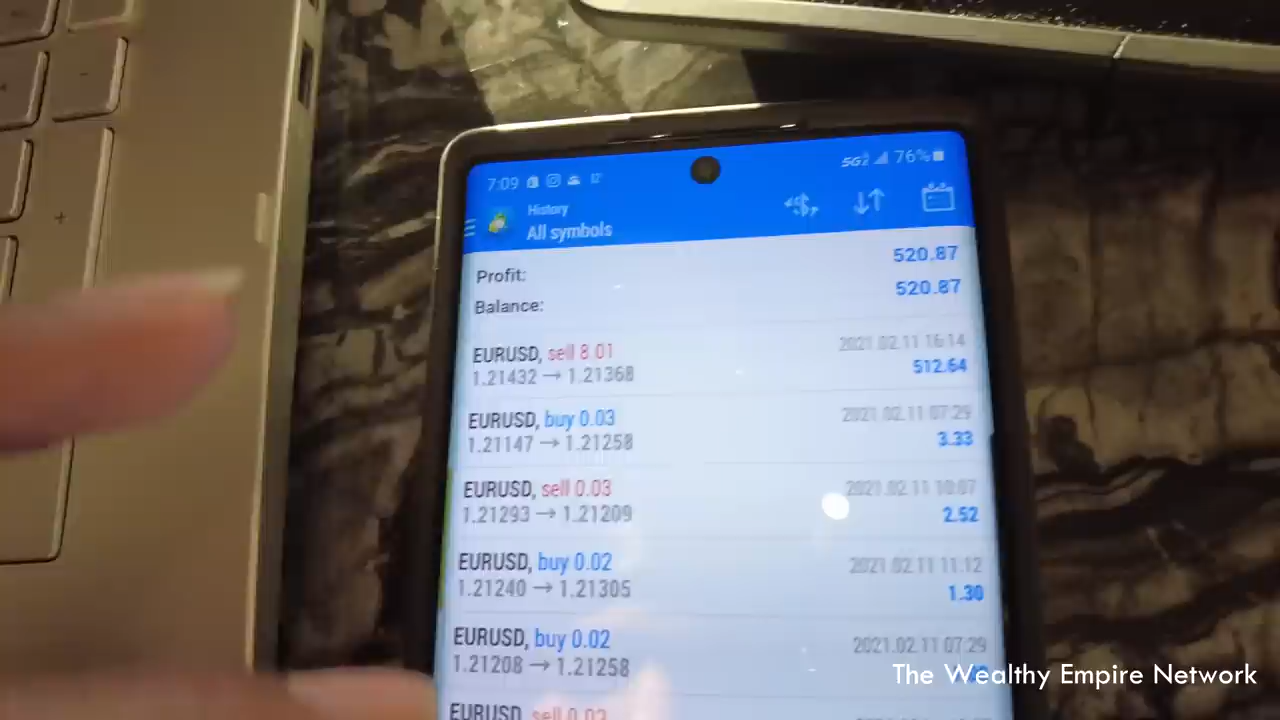 7:09
5G 76%
History
All symbols
Profit: 520.87
Balance: 520.87
EURUSD, sell 8.01 2021.02.11 16:14
1.21432 → 1.21368 512.64
EURUSD, buy 0.03 2021.02.11 07:29
1.21147 → 1.21258 3.33
EURUSD, sell 0.03 2021.02.11 10:07
1.21293 → 1.21209 2.52
EURUSD, buy 0.02 2021.02.11 11:12
1.21240 → 1.21305 1.30
EURUSD, buy 0.02 2021.02.11 07:29
1.21208 → 1.21258
EURUSD, sell 0.03
The Wealthy Empire Network